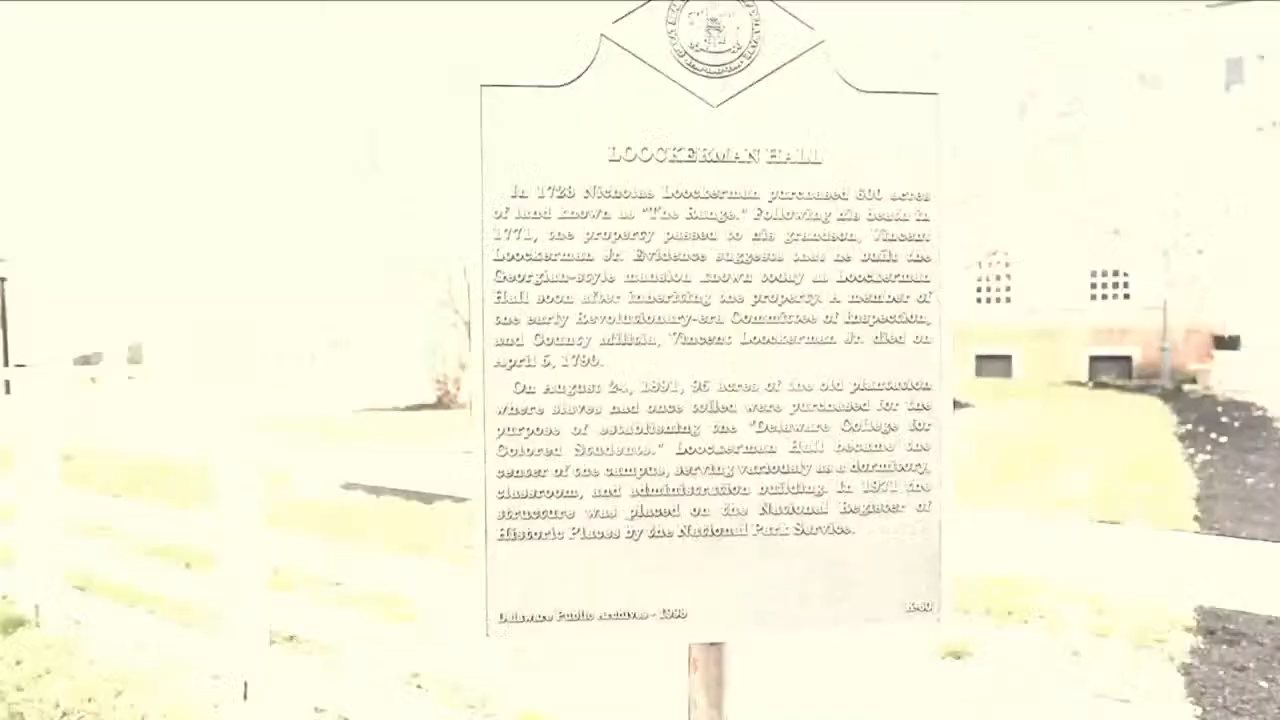 LOOCKERMAN HALL
In 1723 Nicholas Loockerman purchased 600 acres
of land known as "The Range." Following his death in
1771, the property passed to his grandson, Vincent
Loockerman Jr. Evidence suggests that he built the
Georgian-style mansion known today as Loockerman
Hall soon after inheriting the property. A member of
the early Revolutionary-era Committee of Inspection,
and County Militia, Vincent Loockerman Jr. died on
April 5, 1790.
On August 24, 1891, 95 acres of the old plantation
where slaves had once toiled were purchased for the
purpose of establishing the "Delaware College for
Colored Students." Loockerman Hall became the
center of the campus, serving variously as a dormitory,
classroom, and administration building. In 1971 the
structure was placed on the National Register of
Historic Places by the National Park Service.
Delaware Public Archives - 1998
K-60